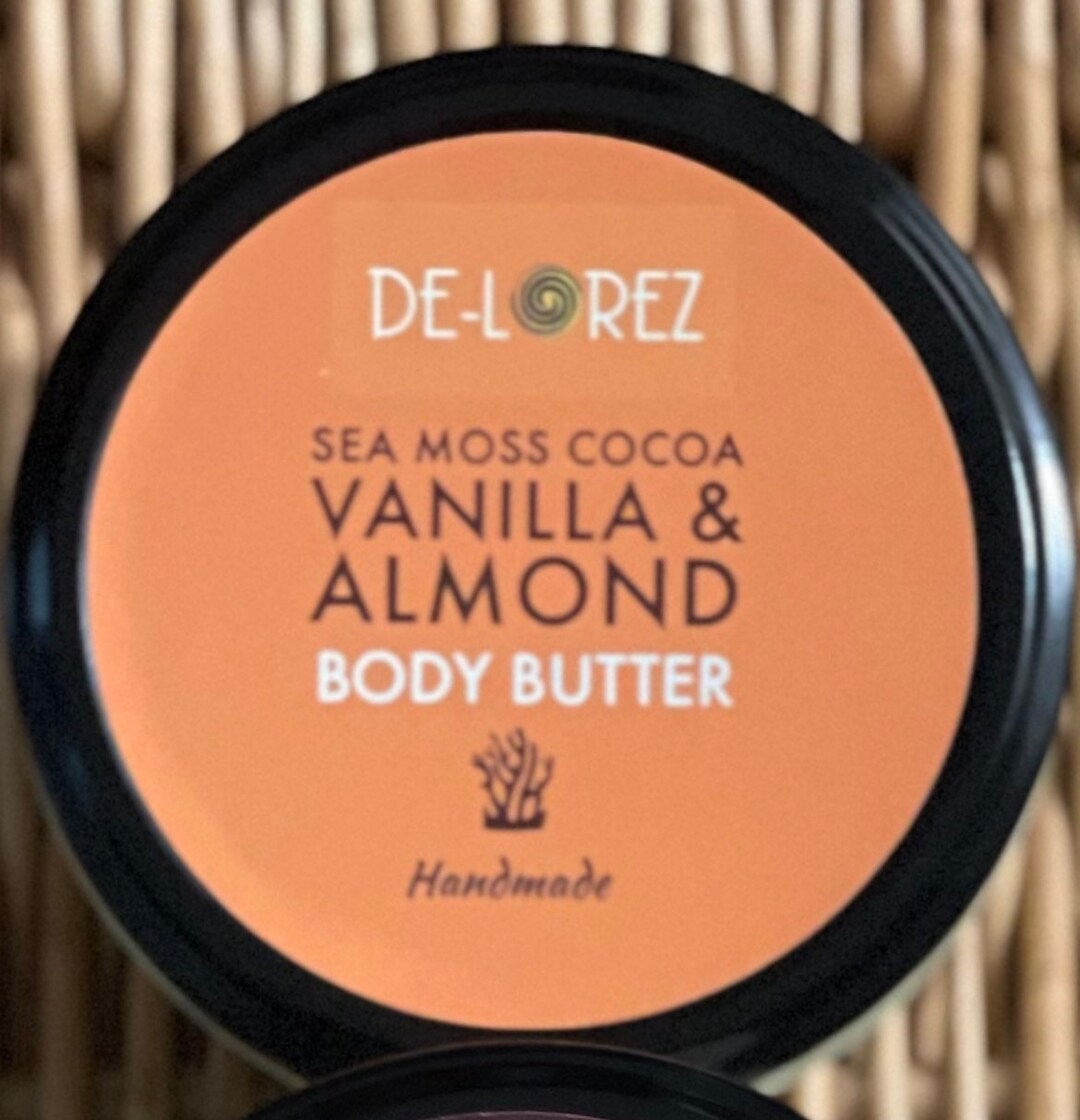 DE-LOREZ
SEA MOSS COCOA
VANILLA &
ALMOND
BODY BUTTER
Handmade